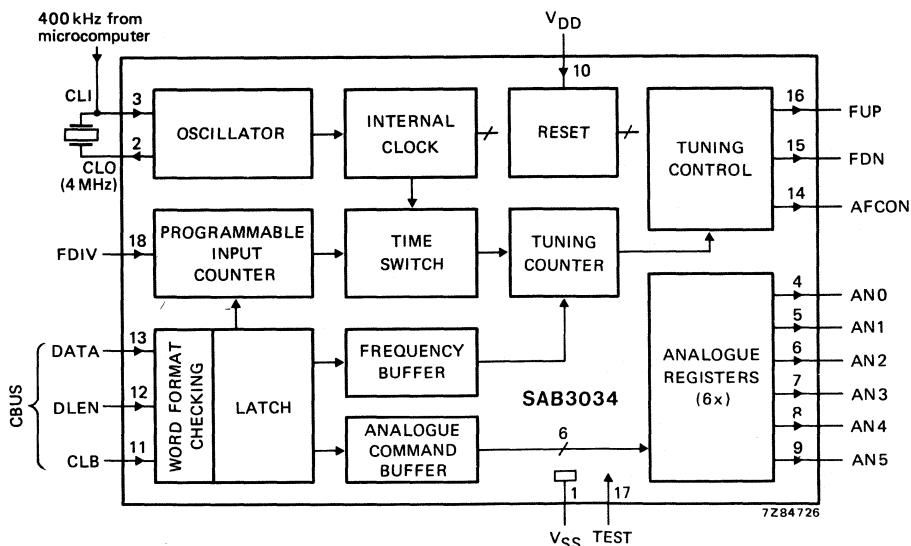 400 kHz from
microcomputer
VDD
10
CLI
3
2
CLO
(4 MHz)
OSCILLATOR
INTERNAL
CLOCK
RESET
TUNING
CONTROL
16
FUP
15
FDN
14
AFCON
FDIV
18
PROGRAMMABLE
INPUT
COUNTER
TIME
SWITCH
TUNING
COUNTER
CBUS
DATA
13
DLEN
12
CLB
11
WORD FORMAT
CHECKING
LATCH
FREQUENCY
BUFFER
ANALOGUE
COMMAND
BUFFER
SAB3034
6
ANALOGUE
REGISTERS
(6x)
4
AN0
5
AN1
6
AN2
7
AN3
8
AN4
9
AN5
1
17
VSS
TEST
7Z84726